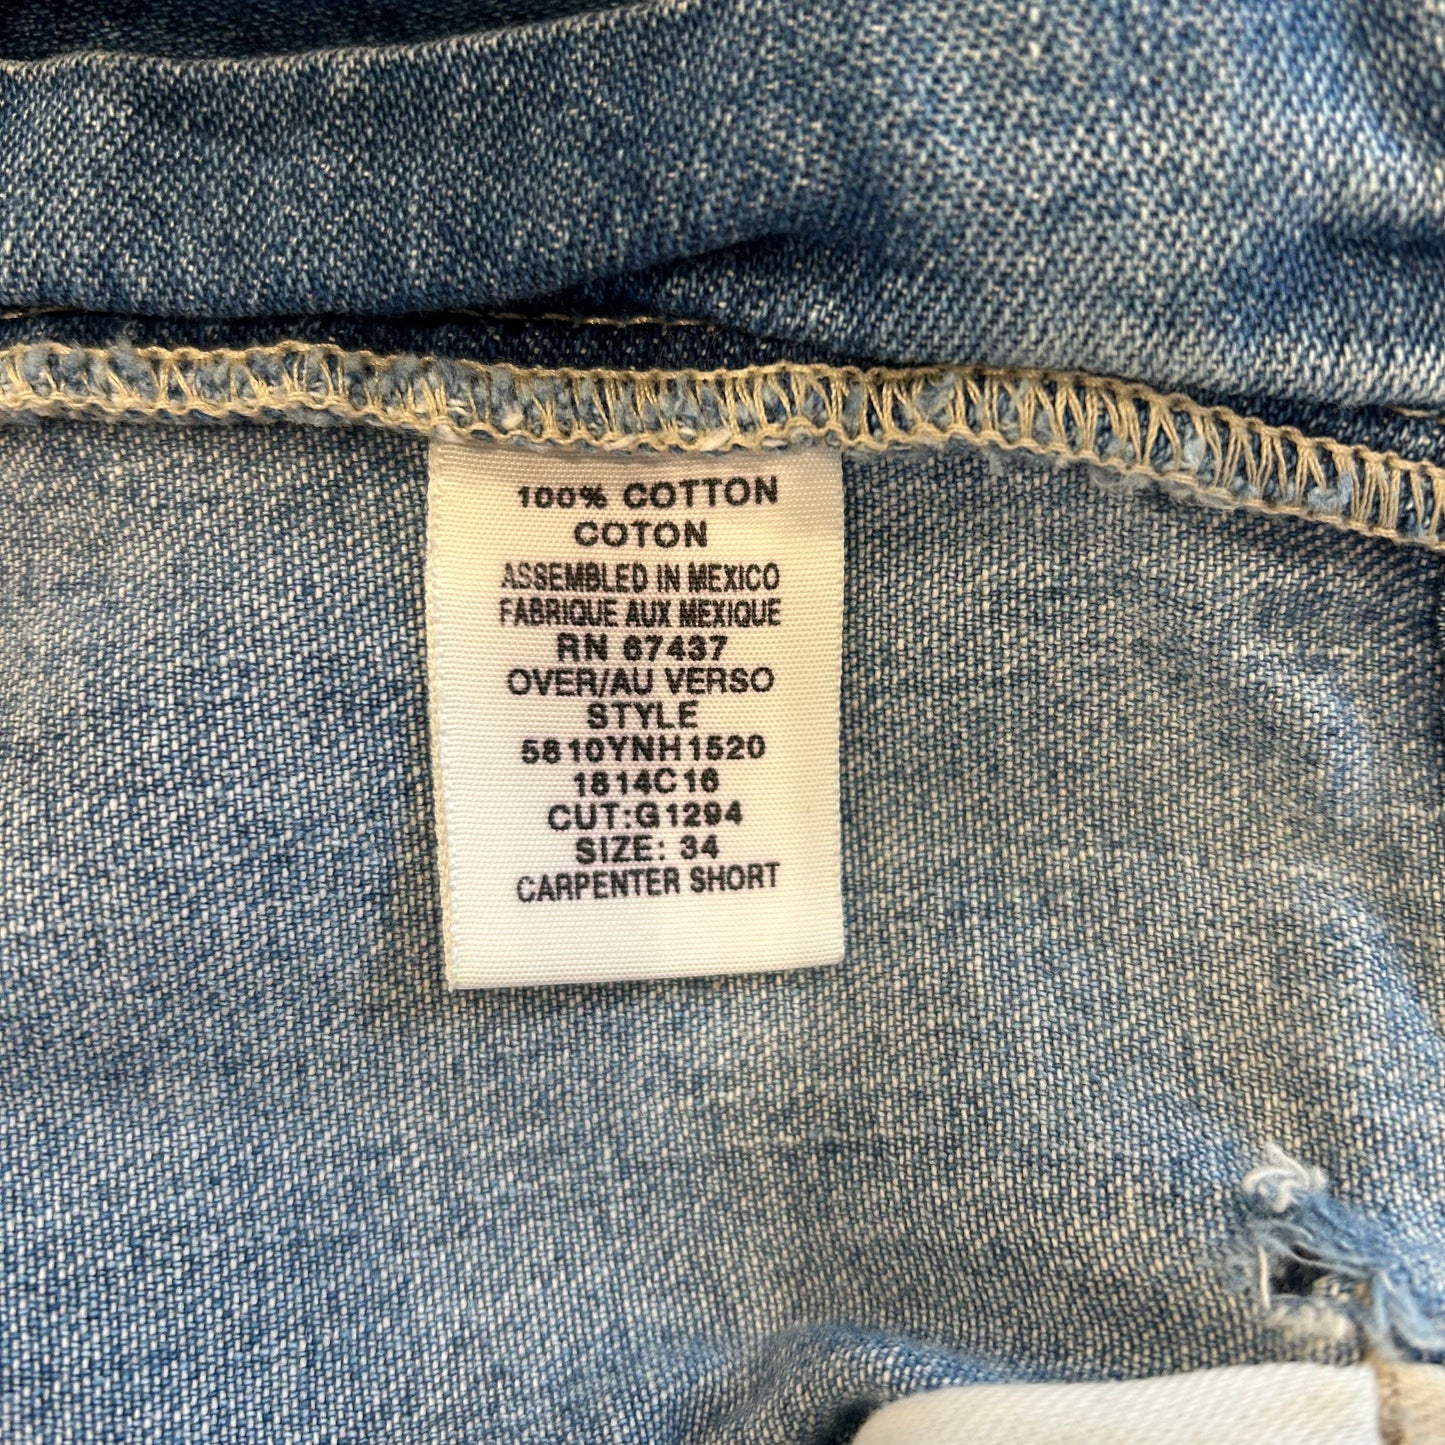 100% COTTON
COTON
ASSEMBLED IN MEXICO
FABRIQUE AUX MEXIQUE
RN 67437
OVER/AU VERSO
STYLE
5810YNH1520
1814C16
CUT:G1294
SIZE: 34
CARPENTER SHORT